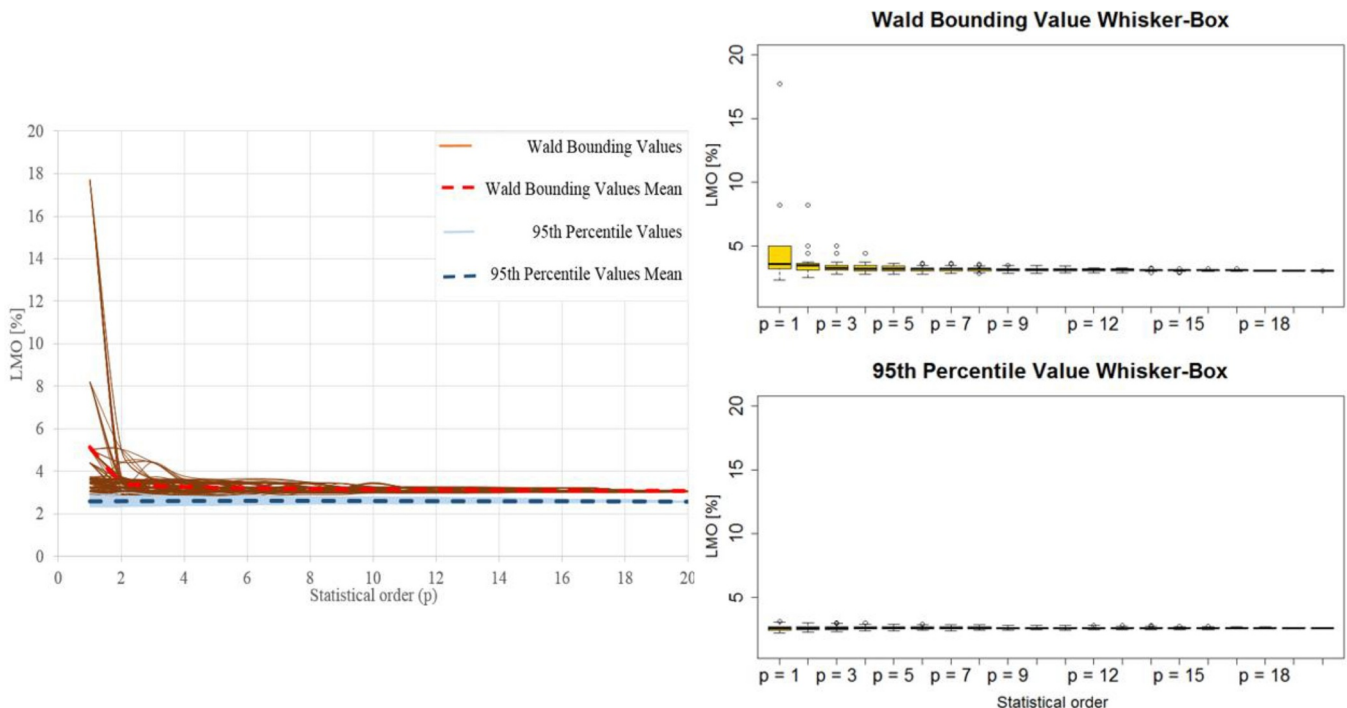 20
18
16
14
12
10
8
6
4
2
0
LMO [%]
0 2 4 6 8 10 12 14 16 18 20
Statistical order (p)
Wald Bounding Values
Wald Bounding Values Mean
95th Percentile Values
95th Percentile Values Mean
Wald Bounding Value Whisker-Box
20
15
10
5
LMO [%]
p = 1 p = 3 p = 5 p = 7 p = 9 p = 12 p = 15 p = 18
95th Percentile Value Whisker-Box
20
15
10
5
LMO [%]
p = 1 p = 3 p = 5 p = 7 p = 9 p = 12 p = 15 p = 18
Statistical order